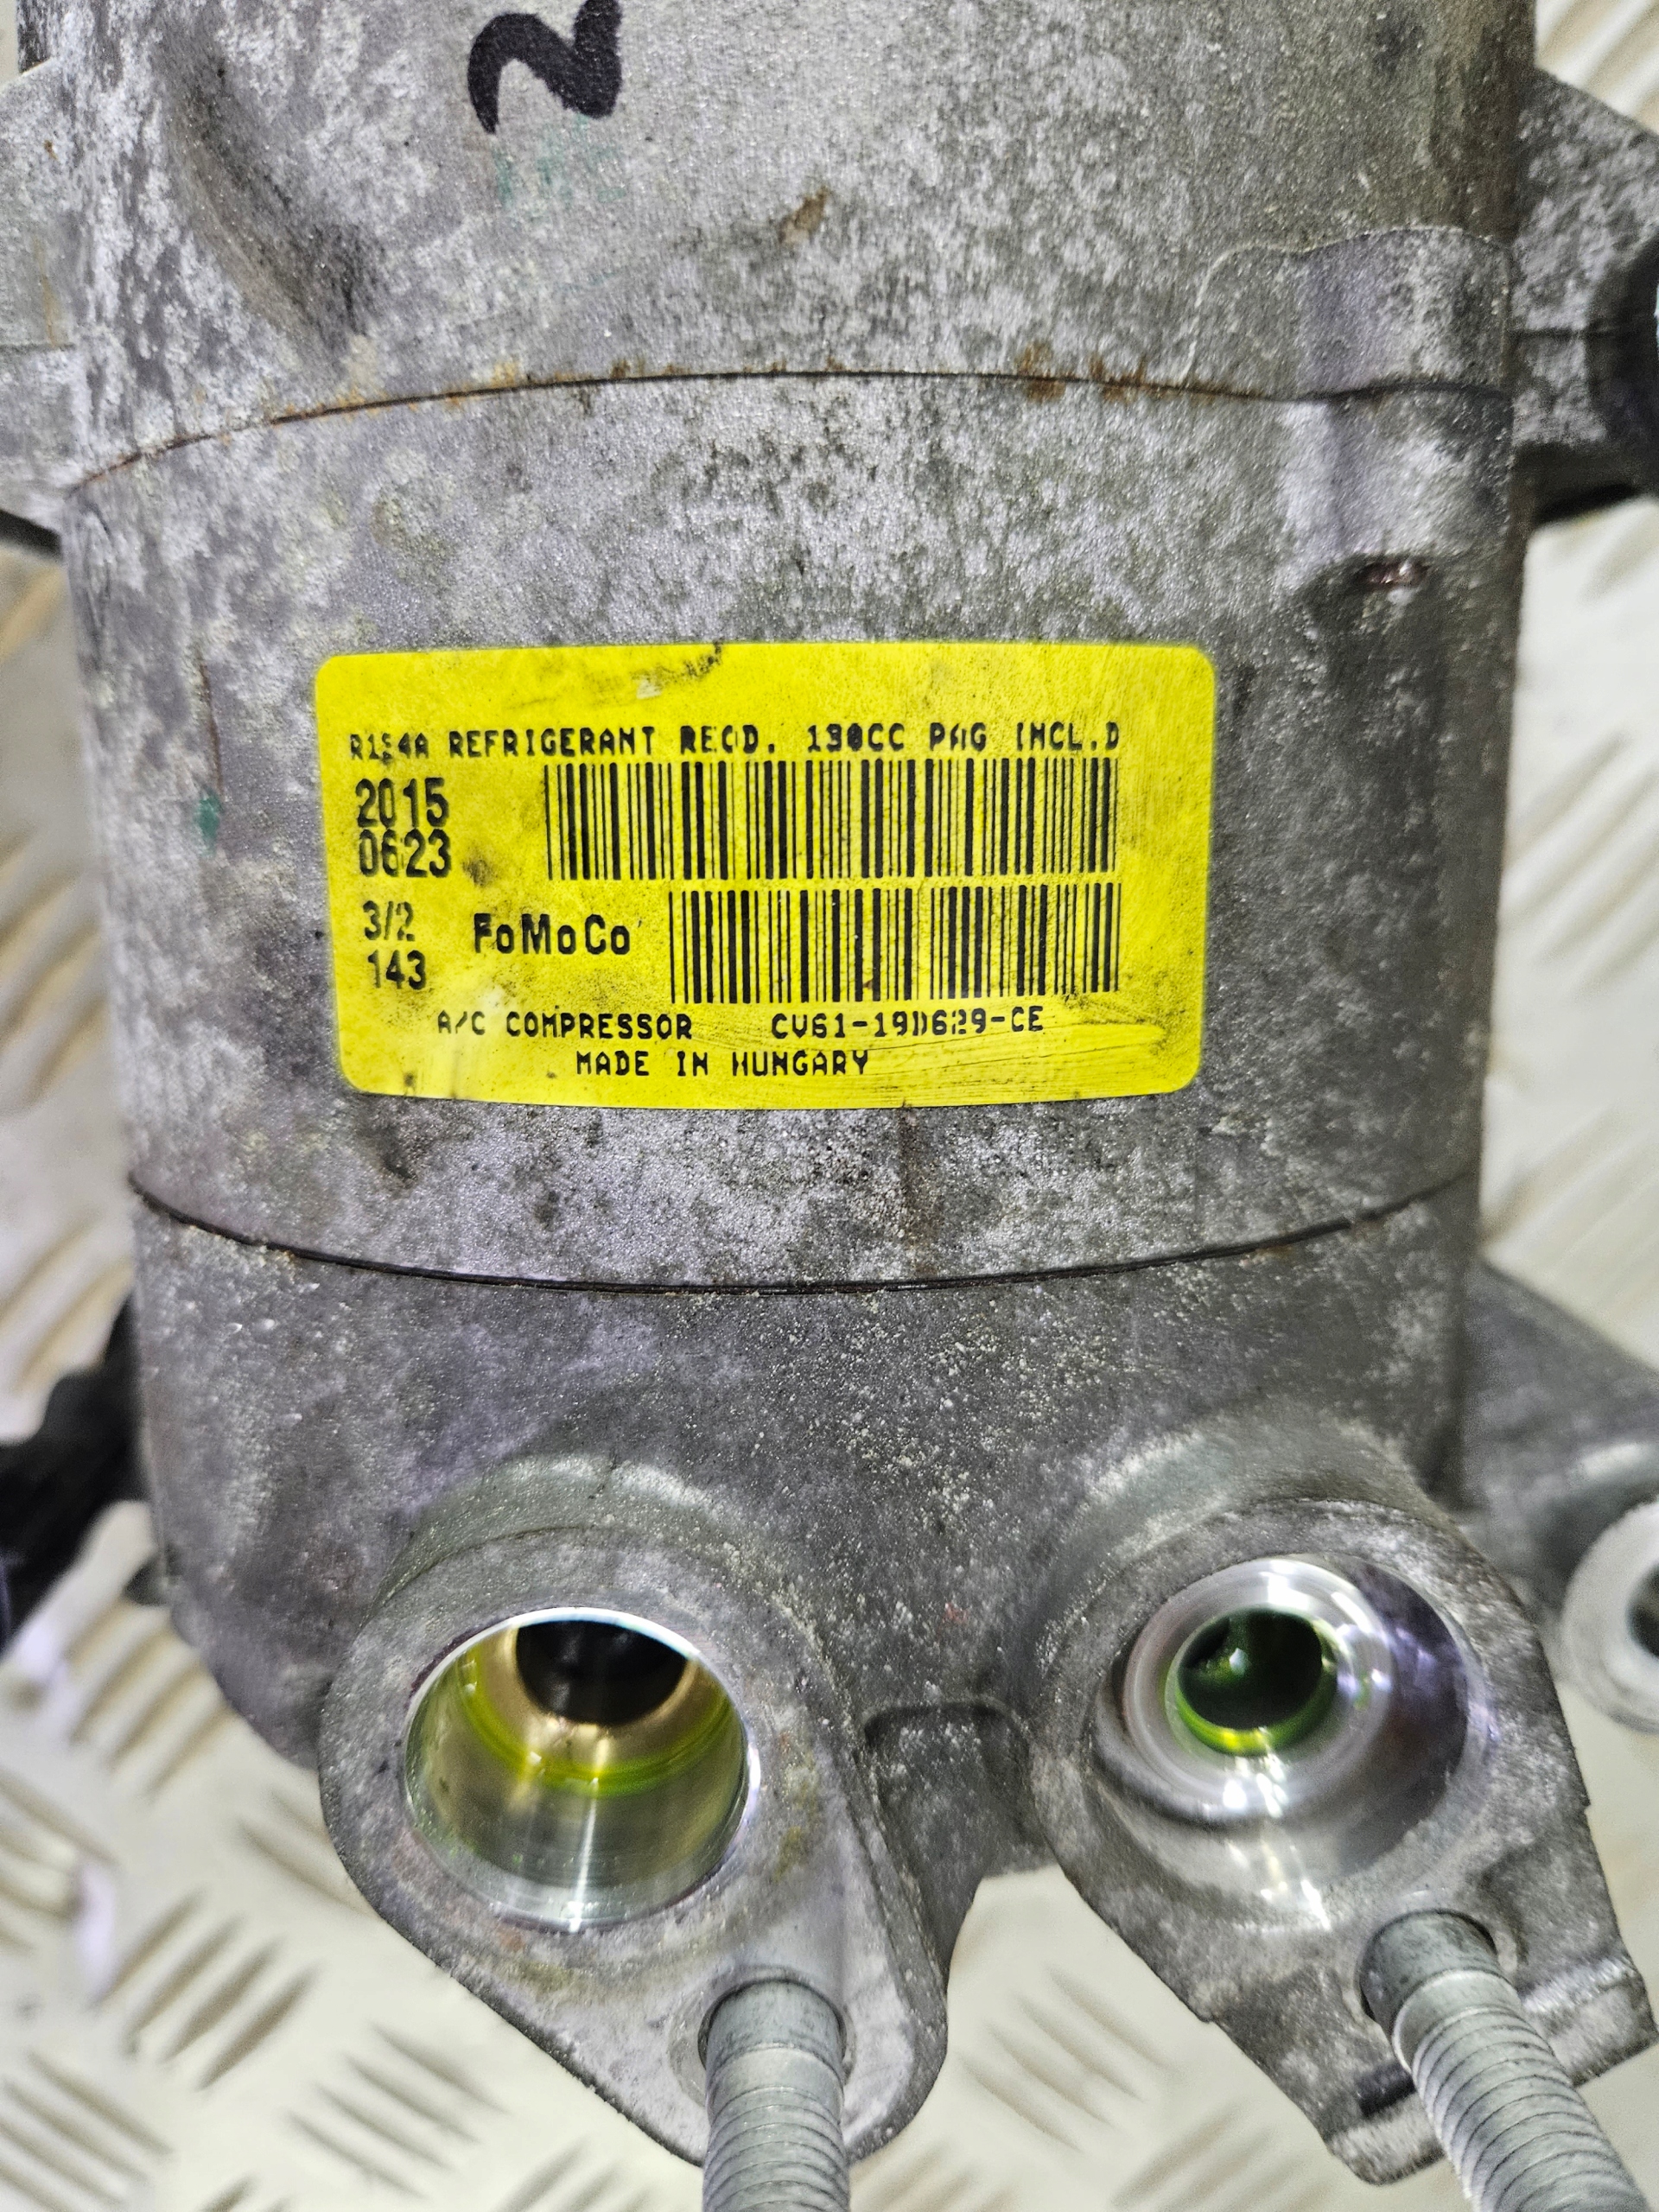 2
R134A REFRIGERANT REQD. 130CC PAG INCL.D
2015
0623
3/2
143
FoMoCo
A/C COMPRESSOR CV61-19D629-CE
MADE IN HUNGARY